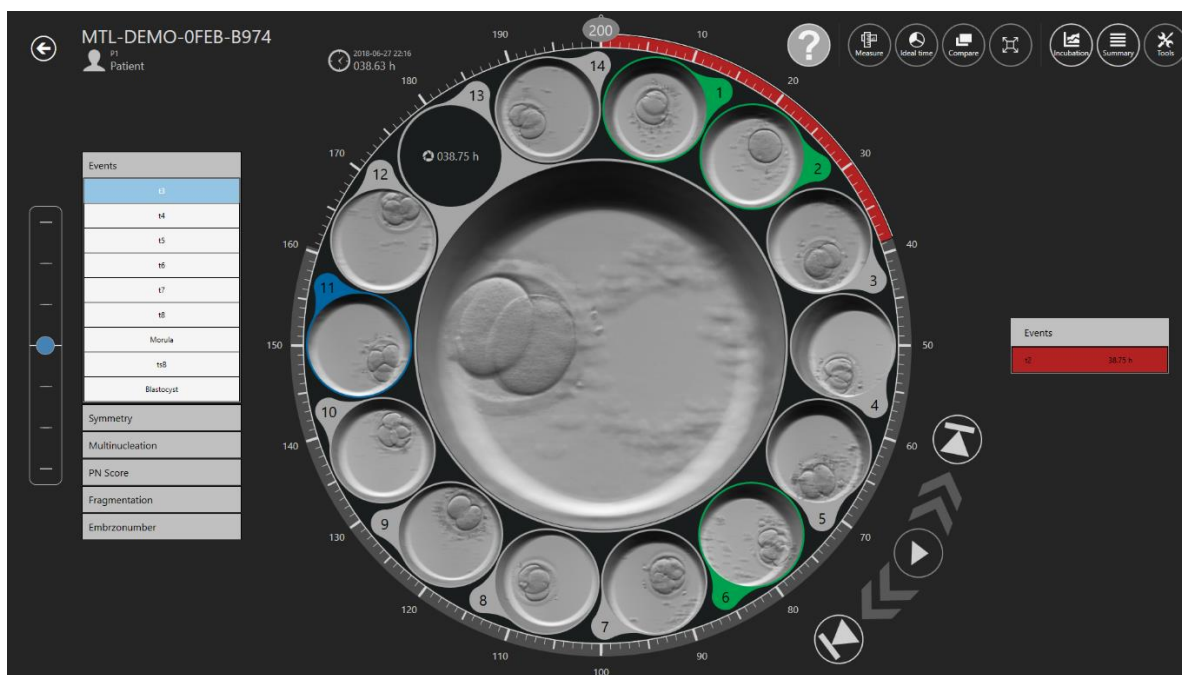 MTL-DEMO-0FEB-B974
P1
Patient
2018-06-27 22:16
038.63 h
?
Measure
Ideal time
Compare
Incubation
Summary
Tools
Events
t3
t4
t5
t6
t7
t8
Morula
ts8
Blastocyst
Symmetry
Multinucleation
PN Score
Fragmentation
Embrzonumber
0
200
10
20
30
40
50
60
70
80
90
100
110
120
130
140
150
160
170
180
190
1
2
3
4
5
6
7
8
9
10
11
12
13
14
038.75 h
Events
t2 38.75 h